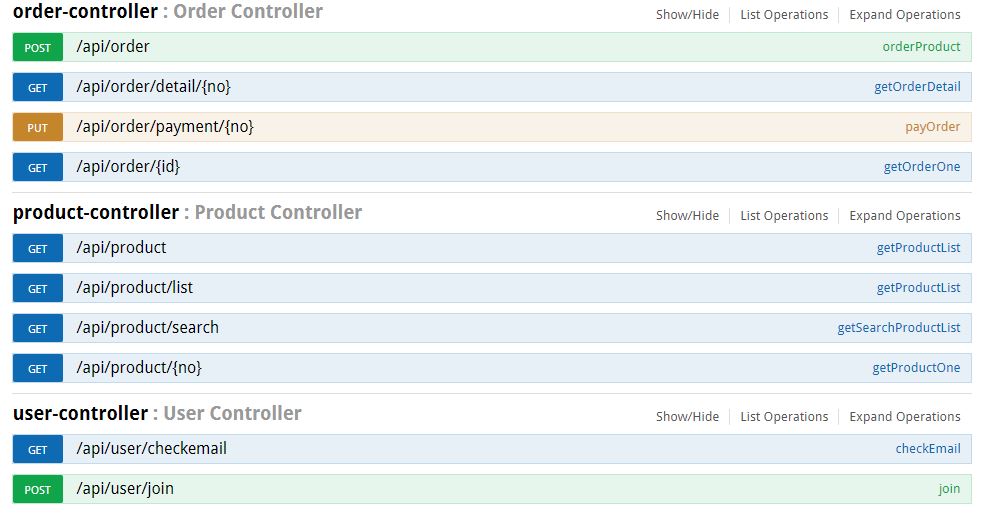 order-controller : Order Controller Show/Hide List Operations Expand Operations
POST /api/order orderProduct
GET /api/order/detail/{no} getOrderDetail
PUT /api/order/payment/{no} payOrder
GET /api/order/{id} getOrderOne
product-controller : Product Controller Show/Hide List Operations Expand Operations
GET /api/product getProductList
GET /api/product/list getProductList
GET /api/product/search getSearchProductList
GET /api/product/{no} getProductOne
user-controller : User Controller Show/Hide List Operations Expand Operations
GET /api/user/checkemail checkEmail
POST /api/user/join join